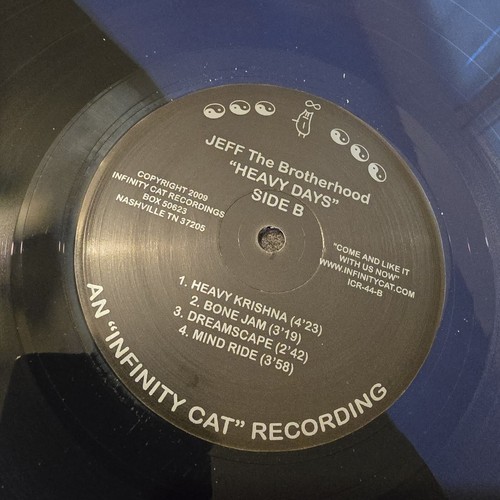 JEFF The Brotherhood
"HEAVY DAYS"
SIDE B
COPYRIGHT 2009
INFINITY CAT RECORDINGS
BOX 50623
NASHVILLE TN 37205
"COME AND LIKE IT
WITH US NOW"
WWW.INFINITYCAT.COM
ICR-44-B
1. HEAVY KRISHNA (4'23)
2. BONE JAM (3'19)
3. DREAMSCAPE (2'42)
4. MIND RIDE (3'58)
AN "INFINITY CAT" RECORDING